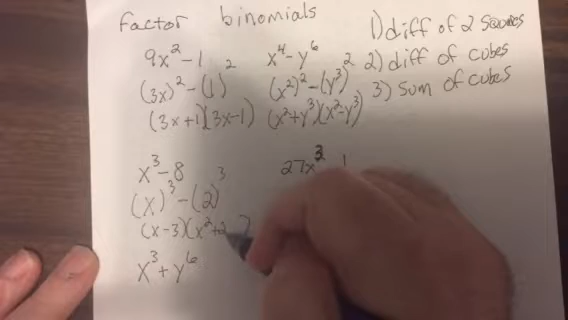 factor binomials
1) diff of 2 squares
2) diff of cubes
3) sum of cubes
9x² - 1
(3x)² - (1)²
(3x+1)(3x-1)
x⁴ - y⁶
(x²)² - (y³)²
(x²+y³)(x²-y³)
x³ - 8
(x)³ - (2)³
(x-3)(x²+2
x³ + y⁶
27x³ 1